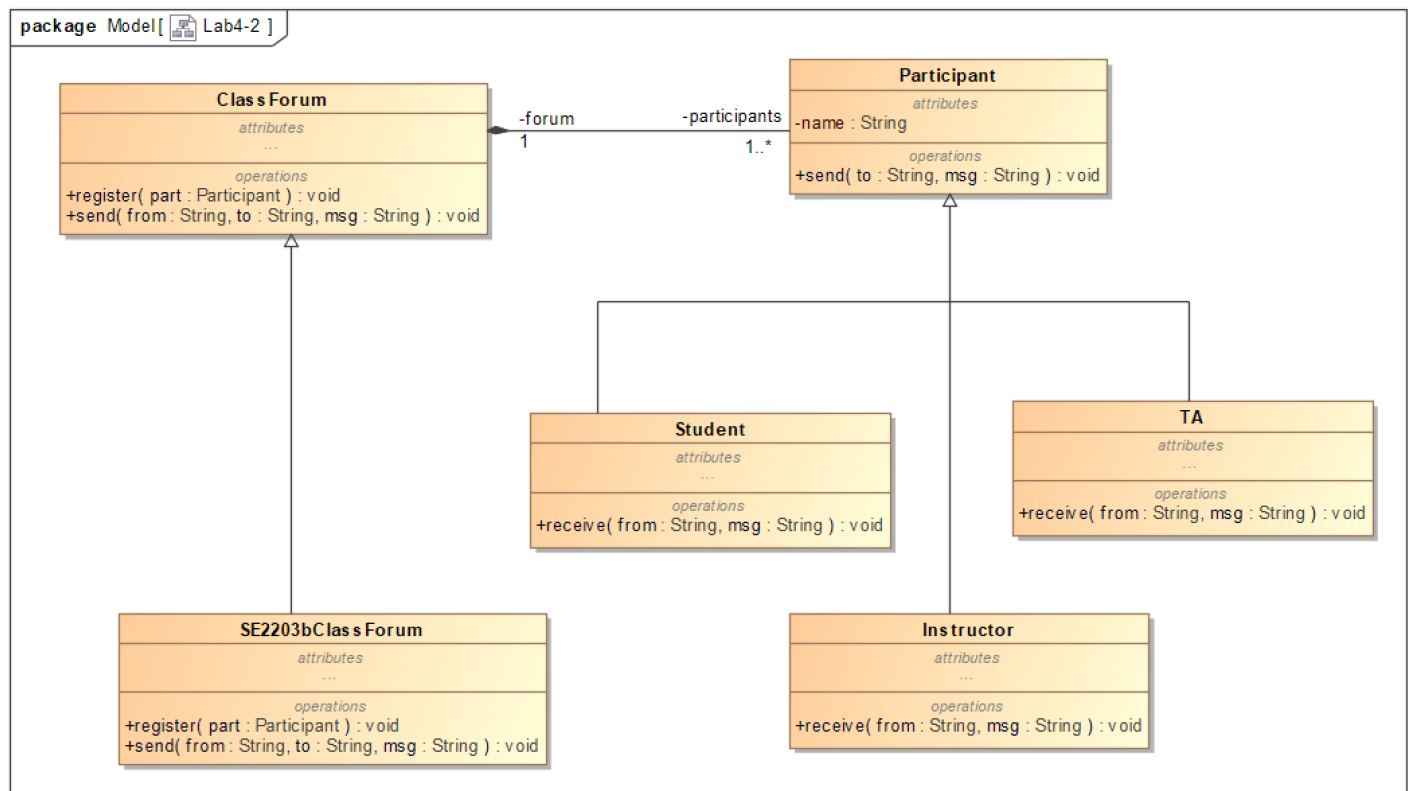 package Model[ Lab4-2 ]
ClassForum
attributes
...
operations
+register( part : Participant ) : void
+send( from : String, to : String, msg : String ) : void
-forum
1
-participants
1..*
Participant
attributes
-name : String
operations
+send( to : String, msg : String ) : void
Student
attributes
...
operations
+receive( from : String, msg : String ) : void
TA
attributes
...
operations
+receive( from : String, msg : String ) : void
SE2203bClassForum
attributes
...
operations
+register( part : Participant ) : void
+send( from : String, to : String, msg : String ) : void
Instructor
attributes
...
operations
+receive( from : String, msg : String ) : void